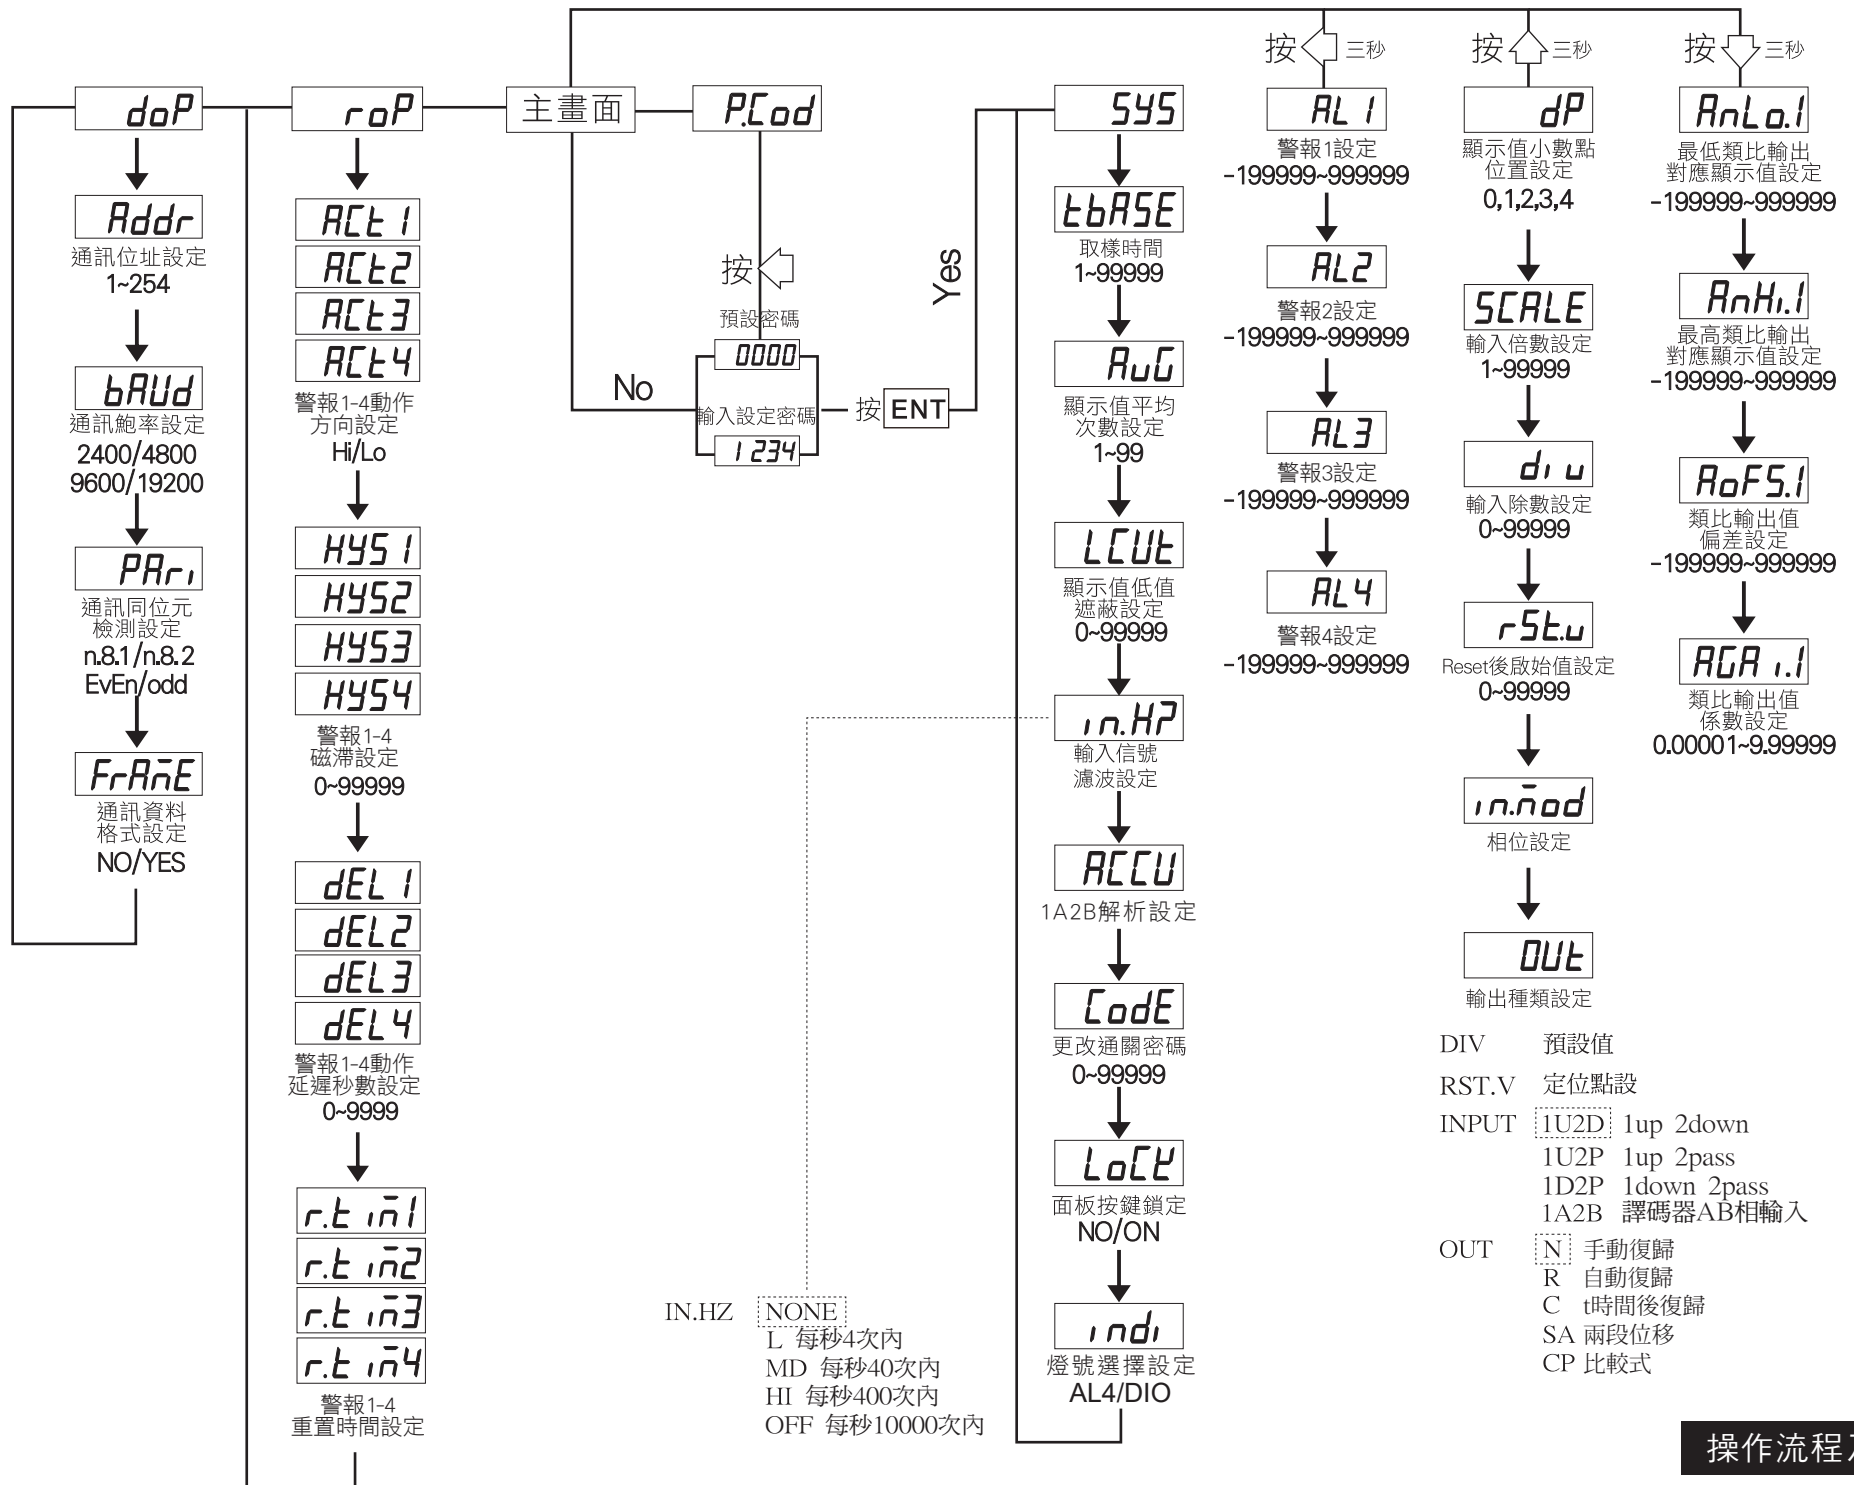 按 三秒
按 三秒
按 三秒
doP
Addr
通訊位址設定
1~254
bAUd
通訊鮑率設定
2400/4800
9600/19200
PAri
通訊同位元
檢測設定
n.8.1/n.8.2
EvEn/odd
FrAmE
通訊資料
格式設定
NO/YES
roP
ACt1
ACt2
ACt3
ACt4
警報1-4動作
方向設定
Hi/Lo
HYS1
HYS2
HYS3
HYS4
警報1-4
磁滯設定
0~99999
dEL1
dEL2
dEL3
dEL4
警報1-4動作
延遲秒數設定
0~9999
r.tim1
r.tim2
r.tim3
r.tim4
警報1-4
重置時間設定
主畫面
P.Cod
按
預設密碼
0000
輸入設定密碼
1234
No
按 ENT
Yes
SYS
tbASE
取樣時間
1~99999
AvG
顯示值平均
次數設定
1~99
LCUt
顯示值低值
遮蔽設定
0~99999
in.HZ
輸入信號
濾波設定
ACCU
1A2B解析設定
CodE
更改通關密碼
0~99999
LoCK
面板按鍵鎖定
NO/ON
indi
燈號選擇設定
AL4/DIO
IN.HZ NONE
L 每秒4次內
MD 每秒40次內
HI 每秒400次內
OFF 每秒10000次內
AL1
警報1設定
-199999~999999
AL2
警報2設定
-199999~999999
AL3
警報3設定
-199999~999999
AL4
警報4設定
-199999~999999
dP
顯示值小數點
位置設定
0,1,2,3,4
SCALE
輸入倍數設定
1~99999
div
輸入除數設定
0~99999
rSt.v
Reset後啟始值設定
0~99999
in.mod
相位設定
OUt
輸出種類設定
AnLo.1
最低類比輸出
對應顯示值設定
-199999~999999
AnHi.1
最高類比輸出
對應顯示值設定
-199999~999999
AoFS.1
類比輸出值
偏差設定
-199999~999999
AGAi.1
類比輸出值
係數設定
0.00001~9.99999
DIV 預設值
RST.V 定位點設
INPUT 1U2D 1up 2down
1U2P 1up 2pass
1D2P 1down 2pass
1A2B 譯碼器AB相輸入
OUT N 手動復歸
R 自動復歸
C t時間後復歸
SA 兩段位移
CP 比較式
操作流程